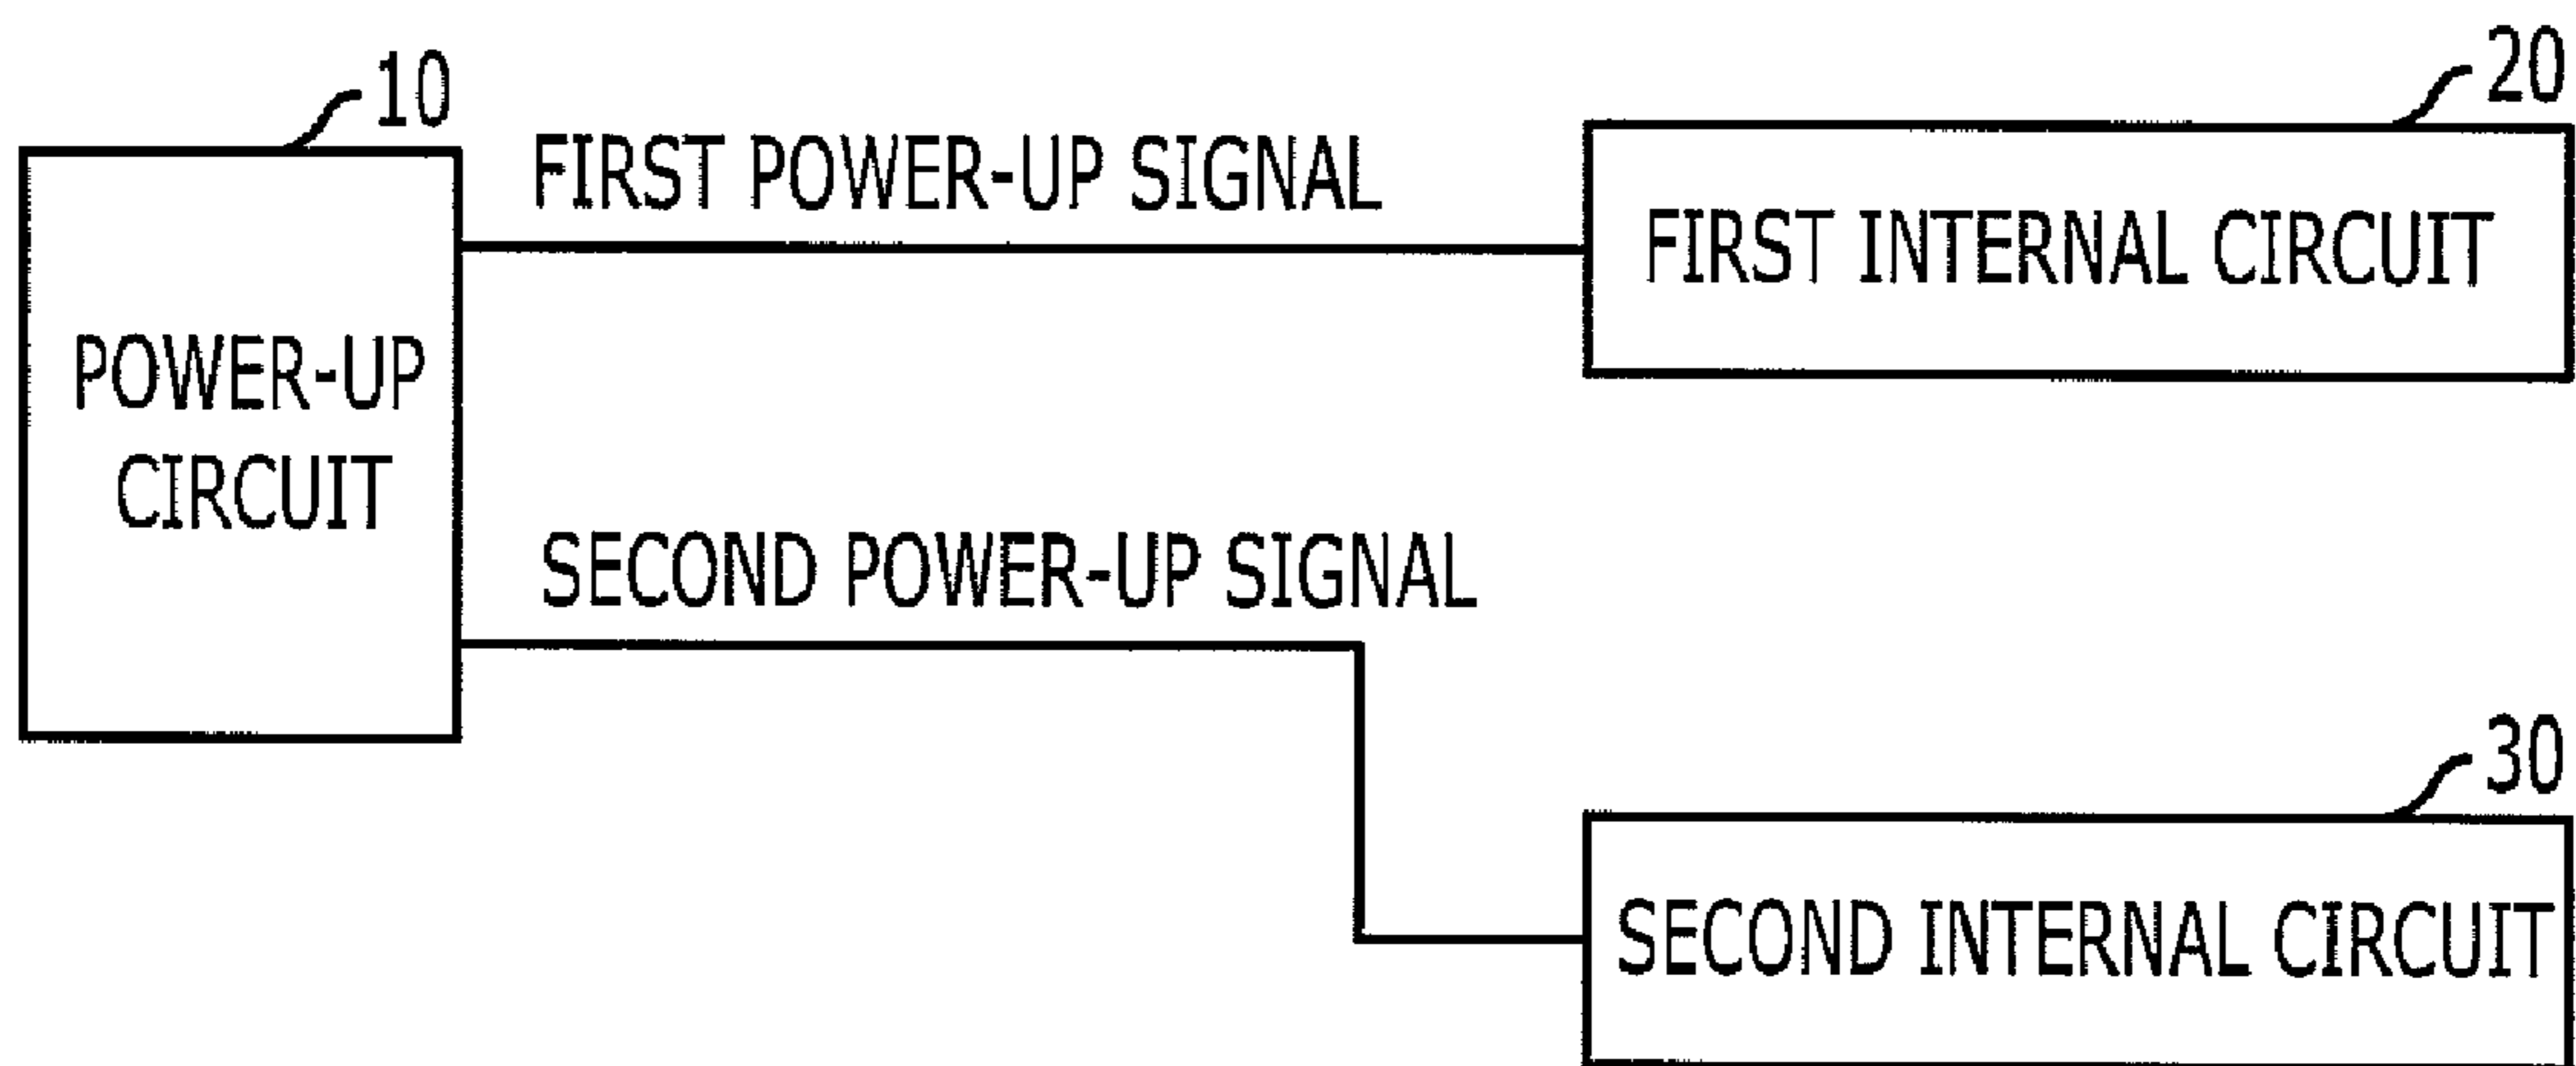 10
20
FIRST POWER-UP SIGNAL
FIRST INTERNAL CIRCUIT
POWER-UP
CIRCUIT
SECOND POWER-UP SIGNAL
30
SECOND INTERNAL CIRCUIT